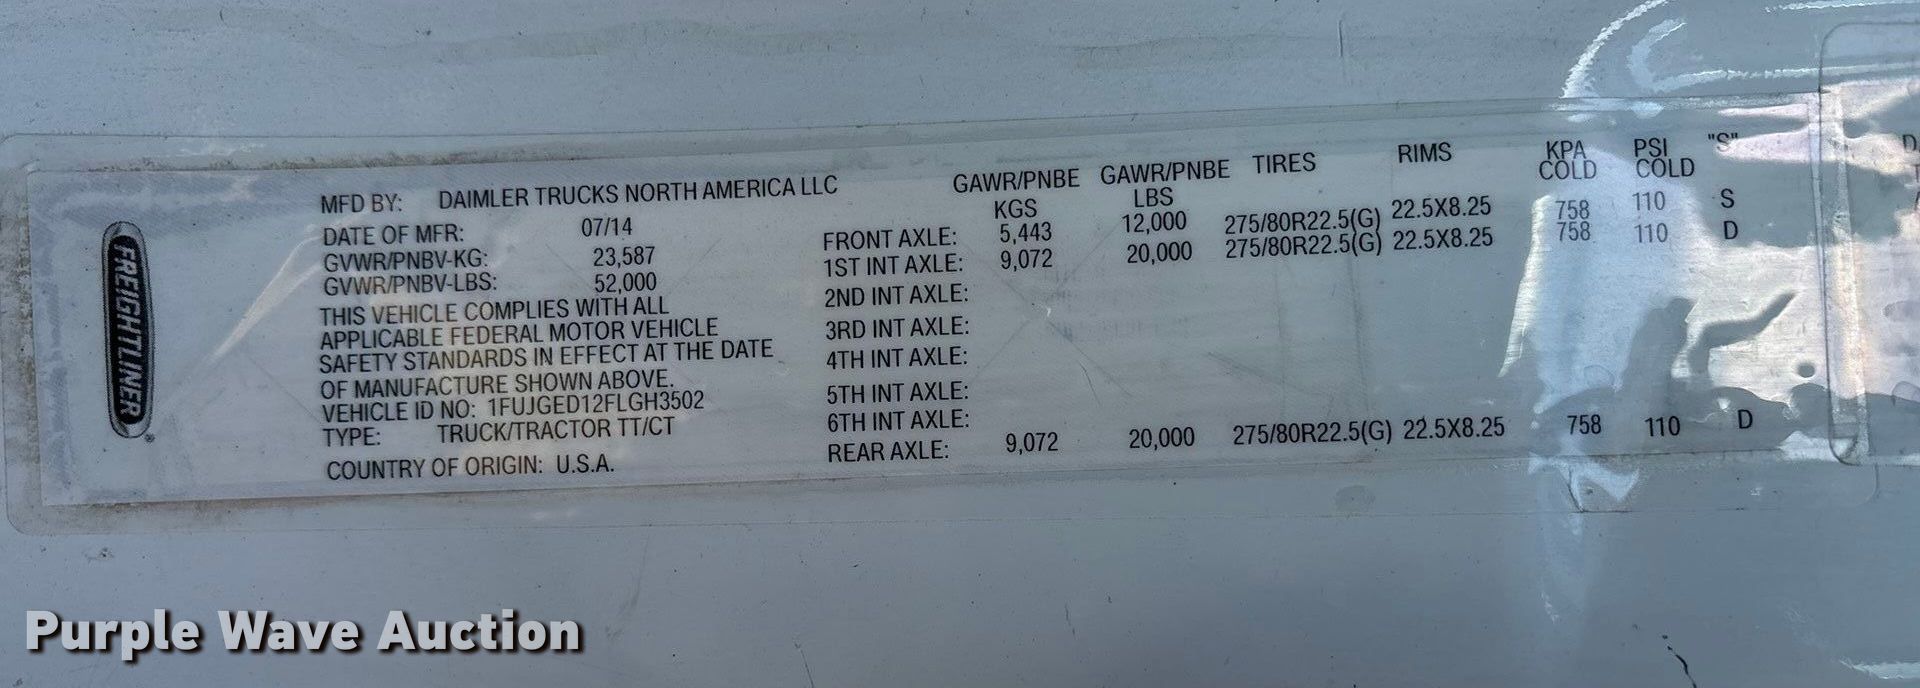 FREIGHTLINER
MFD BY: DAIMLER TRUCKS NORTH AMERICA LLC
DATE OF MFR: 07/14
GVWR/PNBV-KG: 23,587
GVWR/PNBV-LBS: 52,000
THIS VEHICLE COMPLIES WITH ALL
APPLICABLE FEDERAL MOTOR VEHICLE
SAFETY STANDARDS IN EFFECT AT THE DATE
OF MANUFACTURE SHOWN ABOVE.
VEHICLE ID NO: 1FUJGED12FLGH3502
TYPE: TRUCK/TRACTOR TT/CT
COUNTRY OF ORIGIN: U.S.A.
GAWR/PNBE GAWR/PNBE TIRES RIMS KPA PSI "S"
KGS LBS COLD COLD
FRONT AXLE: 5,443 12,000 275/80R22.5(G) 22.5X8.25 758 110 S
1ST INT AXLE: 9,072 20,000 275/80R22.5(G) 22.5X8.25 758 110 D
2ND INT AXLE:
3RD INT AXLE:
4TH INT AXLE:
5TH INT AXLE:
6TH INT AXLE:
REAR AXLE: 9,072 20,000 275/80R22.5(G) 22.5X8.25 758 110 D
Purple Wave Auction